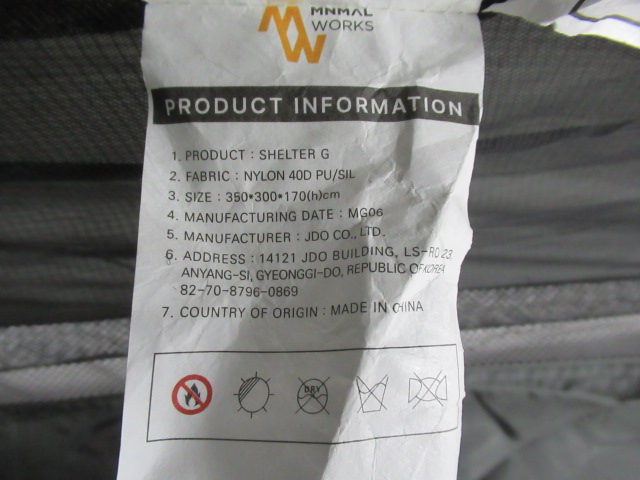 MNMAL
WORKS
PRODUCT INFORMATION
1. PRODUCT : SHELTER G
2. FABRIC : NYLON 40D PU/SIL
3. SIZE : 350*300*170(h)cm
4. MANUFACTURING DATE : MG06
5. MANUFACTURER : JDO CO., LTD.
6. ADDRESS : 14121 JDO BUILDING, LS-RO 23,
ANYANG-SI, GYEONGGI-DO, REPUBLIC OF KOREA
82-70-8796-0869
7. COUNTRY OF ORIGIN : MADE IN CHINA
DRY